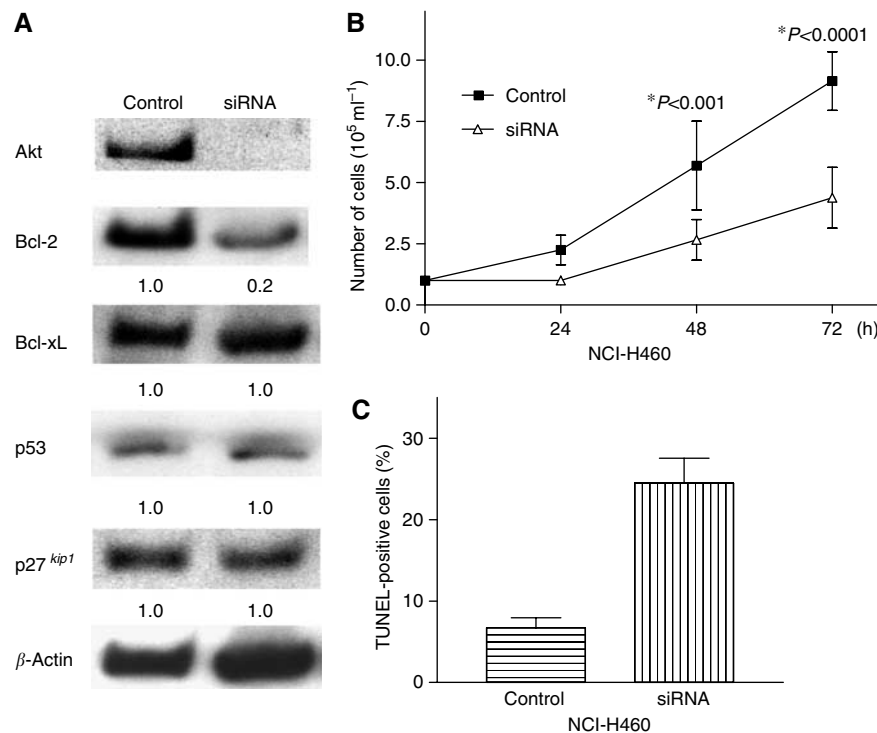 A
Control siRNA
Akt
Bcl-2
1.0 0.2
Bcl-xL
1.0 1.0
p53
1.0 1.0
p27 kip1
1.0 1.0
β-Actin
B
Number of cells (10⁵ ml⁻¹)
10.0
7.5
5.0
2.5
0.0
Control
siRNA
*P<0.001
*P<0.0001
0 24 48 72 (h)
NCI-H460
C
TUNEL-positive cells (%)
30
20
10
0
Control siRNA
NCI-H460